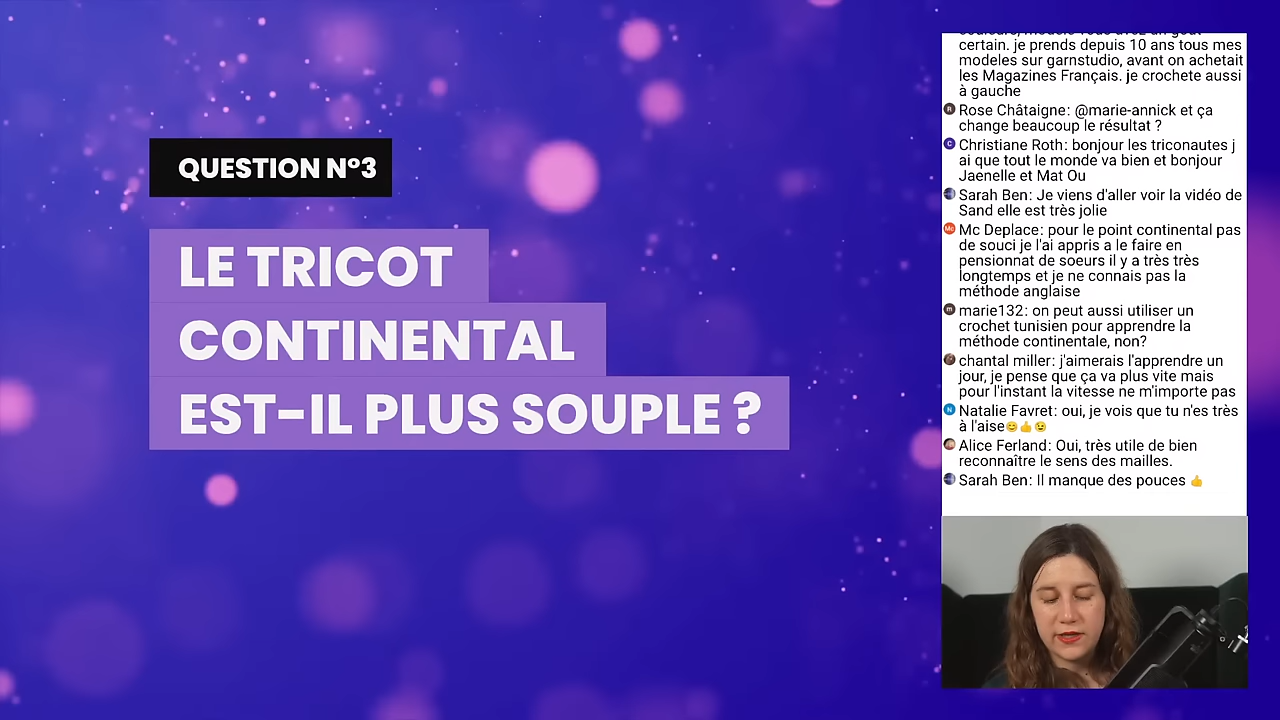 QUESTION N°3
LE TRICOT
CONTINENTAL
EST-IL PLUS SOUPLE ?
certain. je prends depuis 10 ans tous mes
modeles sur garnstudio, avant on achetait
les Magazines Français. je crochete aussi
à gauche
Rose Châtaigne: @marie-annick et ça
change beaucoup le résultat ?
Christiane Roth: bonjour les triconautes j
ai que tout le monde va bien et bonjour
Jaenelle et Mat Ou
Sarah Ben: Je viens d'aller voir la vidéo de
Sand elle est très jolie
Mc Deplace: pour le point continental pas
de souci je l'ai appris a le faire en
pensionnat de soeurs il y a très très
longtemps et je ne connais pas la
méthode anglaise
marie132: on peut aussi utiliser un
crochet tunisien pour apprendre la
méthode continentale, non?
chantal miller: j'aimerais l'apprendre un
jour, je pense que ça va plus vite mais
pour l'instant la vitesse ne m'importe pas
Natalie Favret: oui, je vois que tu n'es très
à l'aise😊👍😉
Alice Ferland: Oui, très utile de bien
reconnaître le sens des mailles.
Sarah Ben: Il manque des pouces 👍